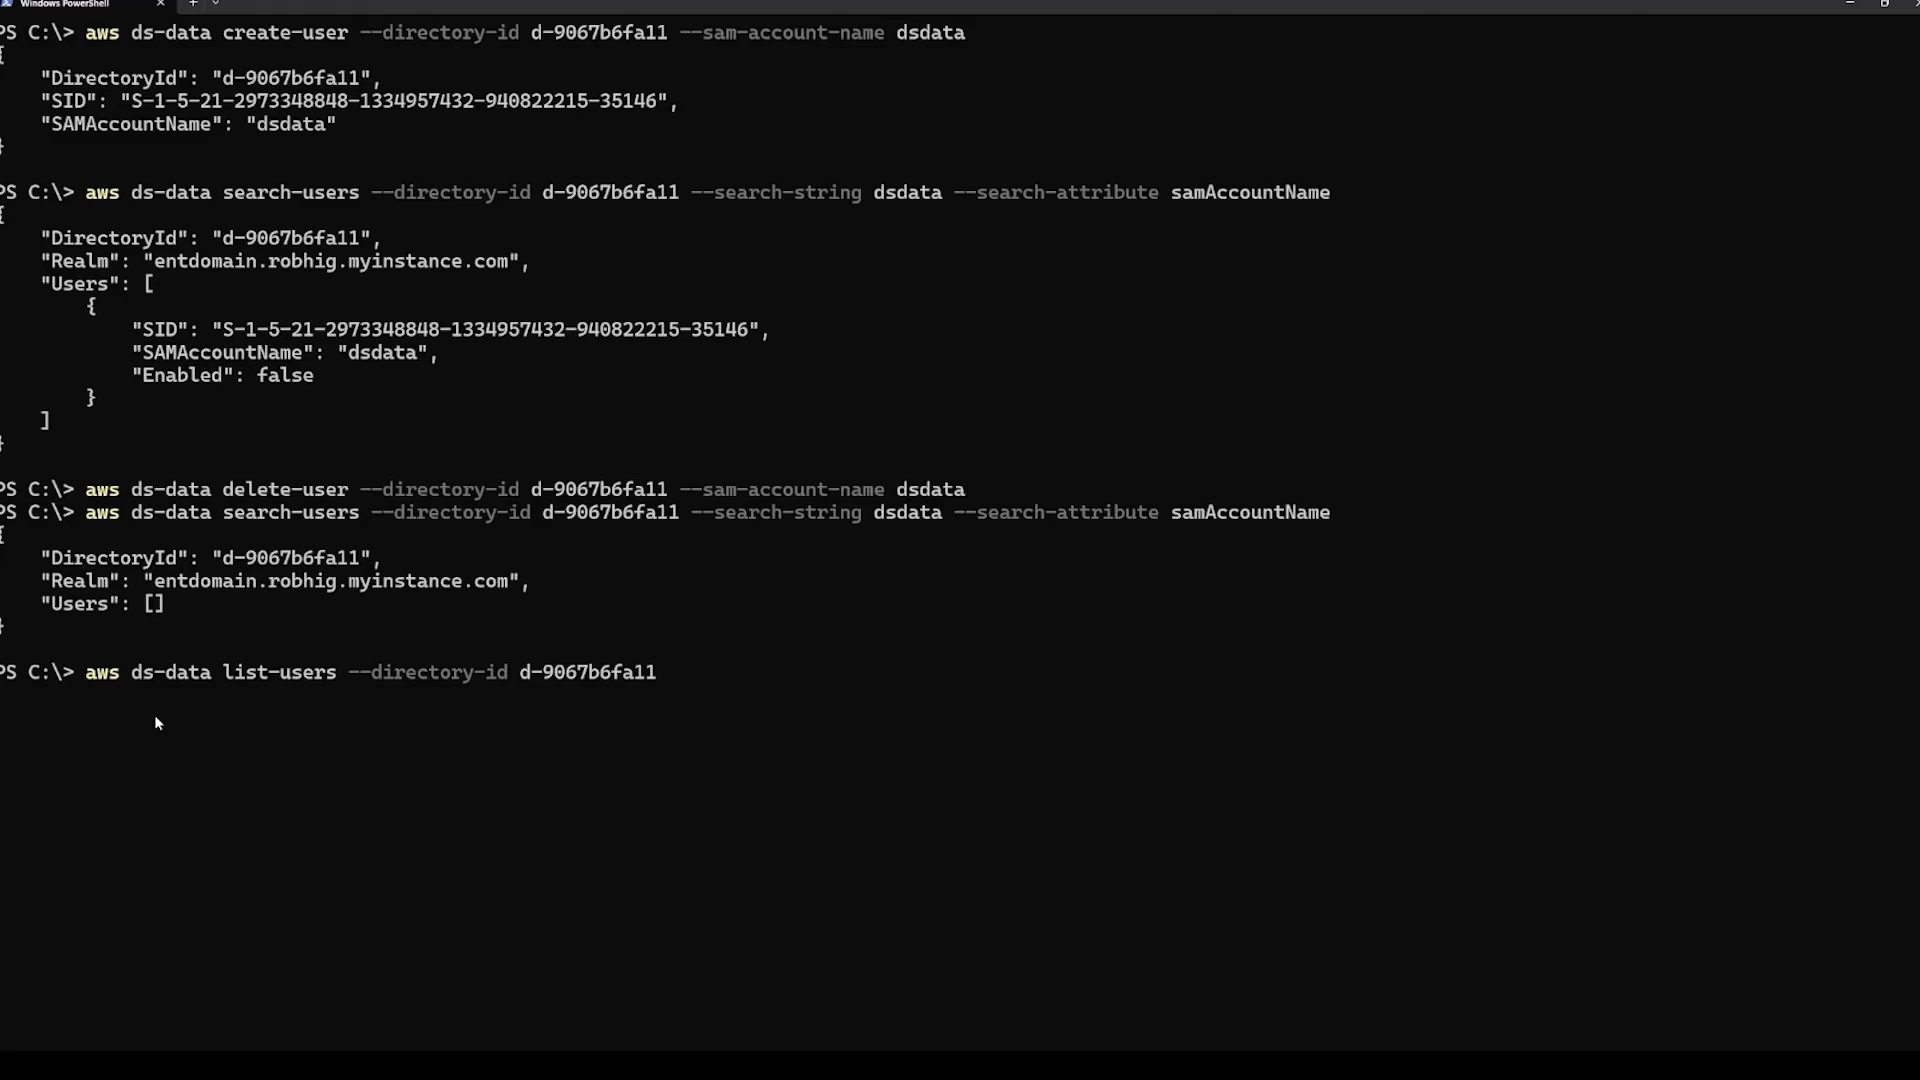 Windows PowerShell
PS C:\> aws ds-data create-user --directory-id d-9067b6fa11 --sam-account-name dsdata
{
    "DirectoryId": "d-9067b6fa11",
    "SID": "S-1-5-21-2973348848-1334957432-940822215-35146",
    "SAMAccountName": "dsdata"
}
PS C:\> aws ds-data search-users --directory-id d-9067b6fa11 --search-string dsdata --search-attribute samAccountName
{
    "DirectoryId": "d-9067b6fa11",
    "Realm": "entdomain.robhig.myinstance.com",
    "Users": [
        {
            "SID": "S-1-5-21-2973348848-1334957432-940822215-35146",
            "SAMAccountName": "dsdata",
            "Enabled": false
        }
    ]
}
PS C:\> aws ds-data delete-user --directory-id d-9067b6fa11 --sam-account-name dsdata
PS C:\> aws ds-data search-users --directory-id d-9067b6fa11 --search-string dsdata --search-attribute samAccountName
{
    "DirectoryId": "d-9067b6fa11",
    "Realm": "entdomain.robhig.myinstance.com",
    "Users": []
}
PS C:\> aws ds-data list-users --directory-id d-9067b6fa11